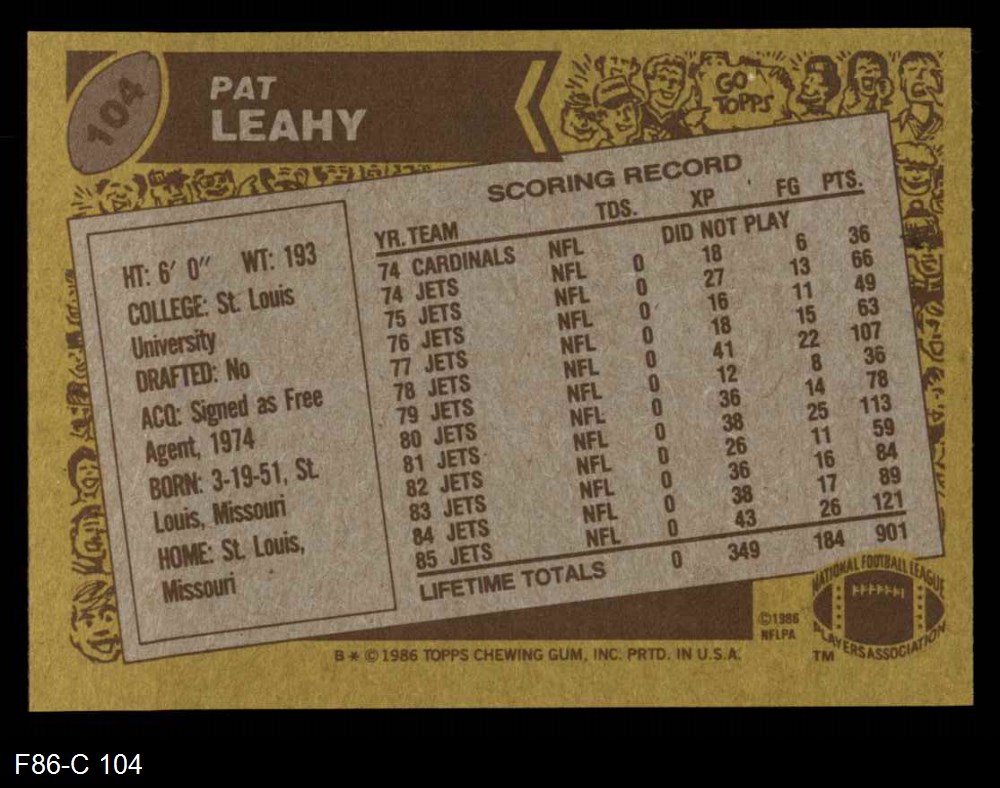 104
PAT
LEAHY
GO
TOPPS
HT: 6' 0" WT: 193
COLLEGE: St. Louis
University
DRAFTED: No
ACQ: Signed as Free
Agent, 1974
BORN: 3-19-51, St.
Louis, Missouri
HOME: St. Louis,
Missouri
SCORING RECORD
YR. TEAM TDS. XP FG PTS.
74 CARDINALS NFL DID NOT PLAY
74 JETS NFL 0 18 6 36
75 JETS NFL 0 27 13 66
76 JETS NFL 0 16 11 49
77 JETS NFL 0 18 15 63
78 JETS NFL 0 41 22 107
79 JETS NFL 0 12 8 36
80 JETS NFL 0 36 14 78
81 JETS NFL 0 38 25 113
82 JETS NFL 0 26 11 59
83 JETS NFL 0 36 16 84
84 JETS NFL 0 38 17 89
85 JETS NFL 0 43 26 121
LIFETIME TOTALS 0 349 184 901
©1986
NFLPA
NATIONAL FOOTBALL LEAGUE
PLAYERS ASSOCIATION
TM
B * © 1986 TOPPS CHEWING GUM, INC. PRTD. IN U.S.A.
F86-C 104